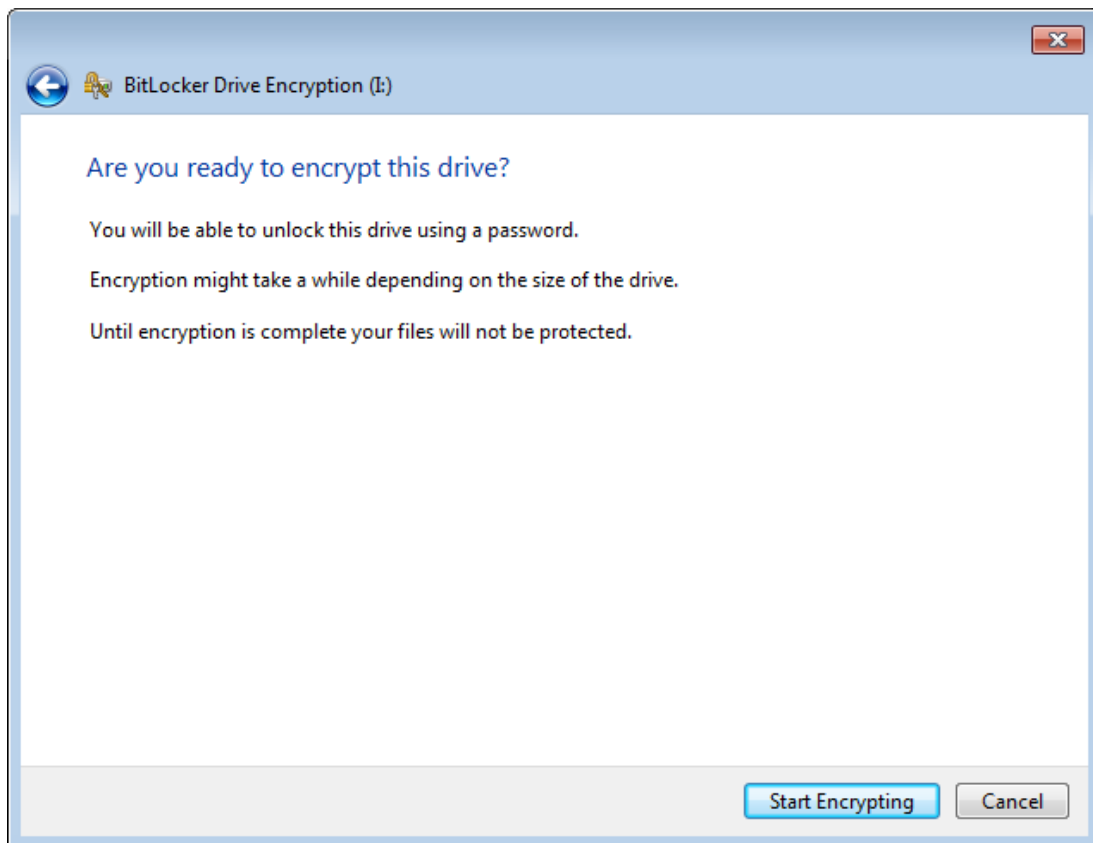 BitLocker Drive Encryption (I:)
Are you ready to encrypt this drive?
You will be able to unlock this drive using a password.
Encryption might take a while depending on the size of the drive.
Until encryption is complete your files will not be protected.
Start Encrypting
Cancel